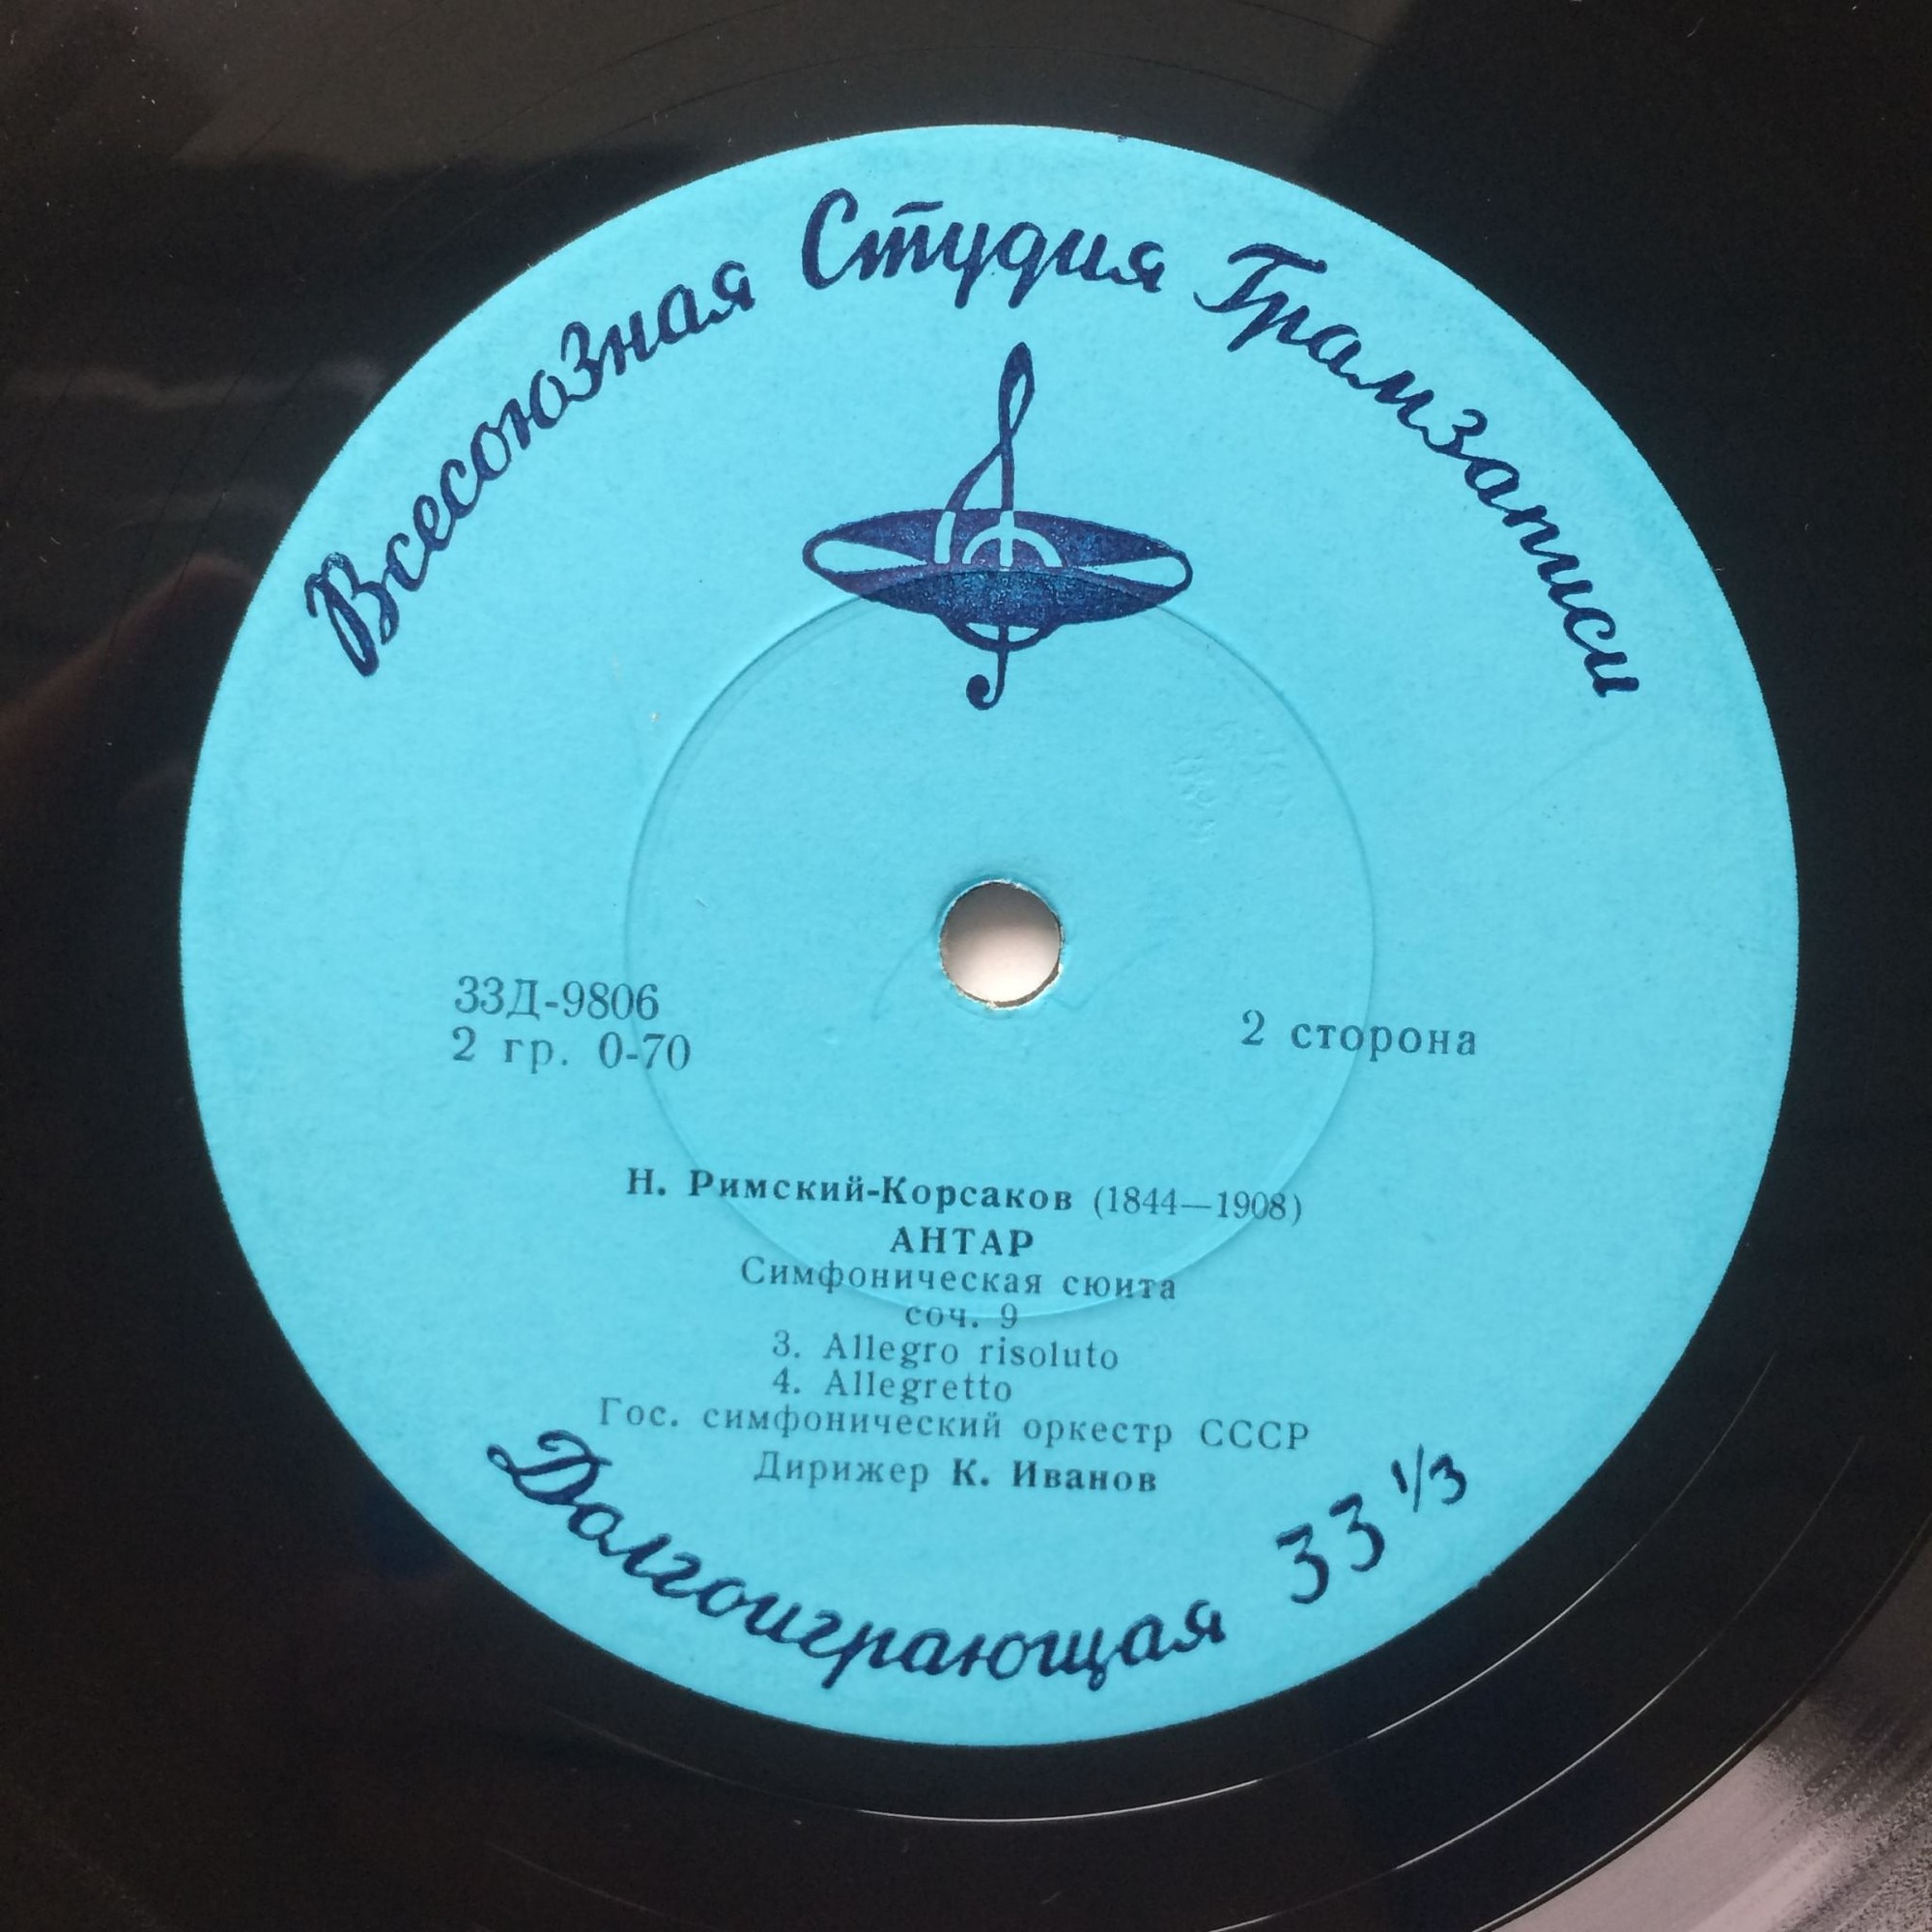 Всесоюзная Студия Грамзаписи
33Д-9806
2 гр. 0-70
2 сторона
Н. Римский-Корсаков (1844—1908)
АНТАР
Симфоническая сюита
соч. 9
3. Allegro risoluto
4. Allegretto
Гос. симфонический оркестр СССР
Дирижер К. Иванов
Долгоиграющая 33 1/3